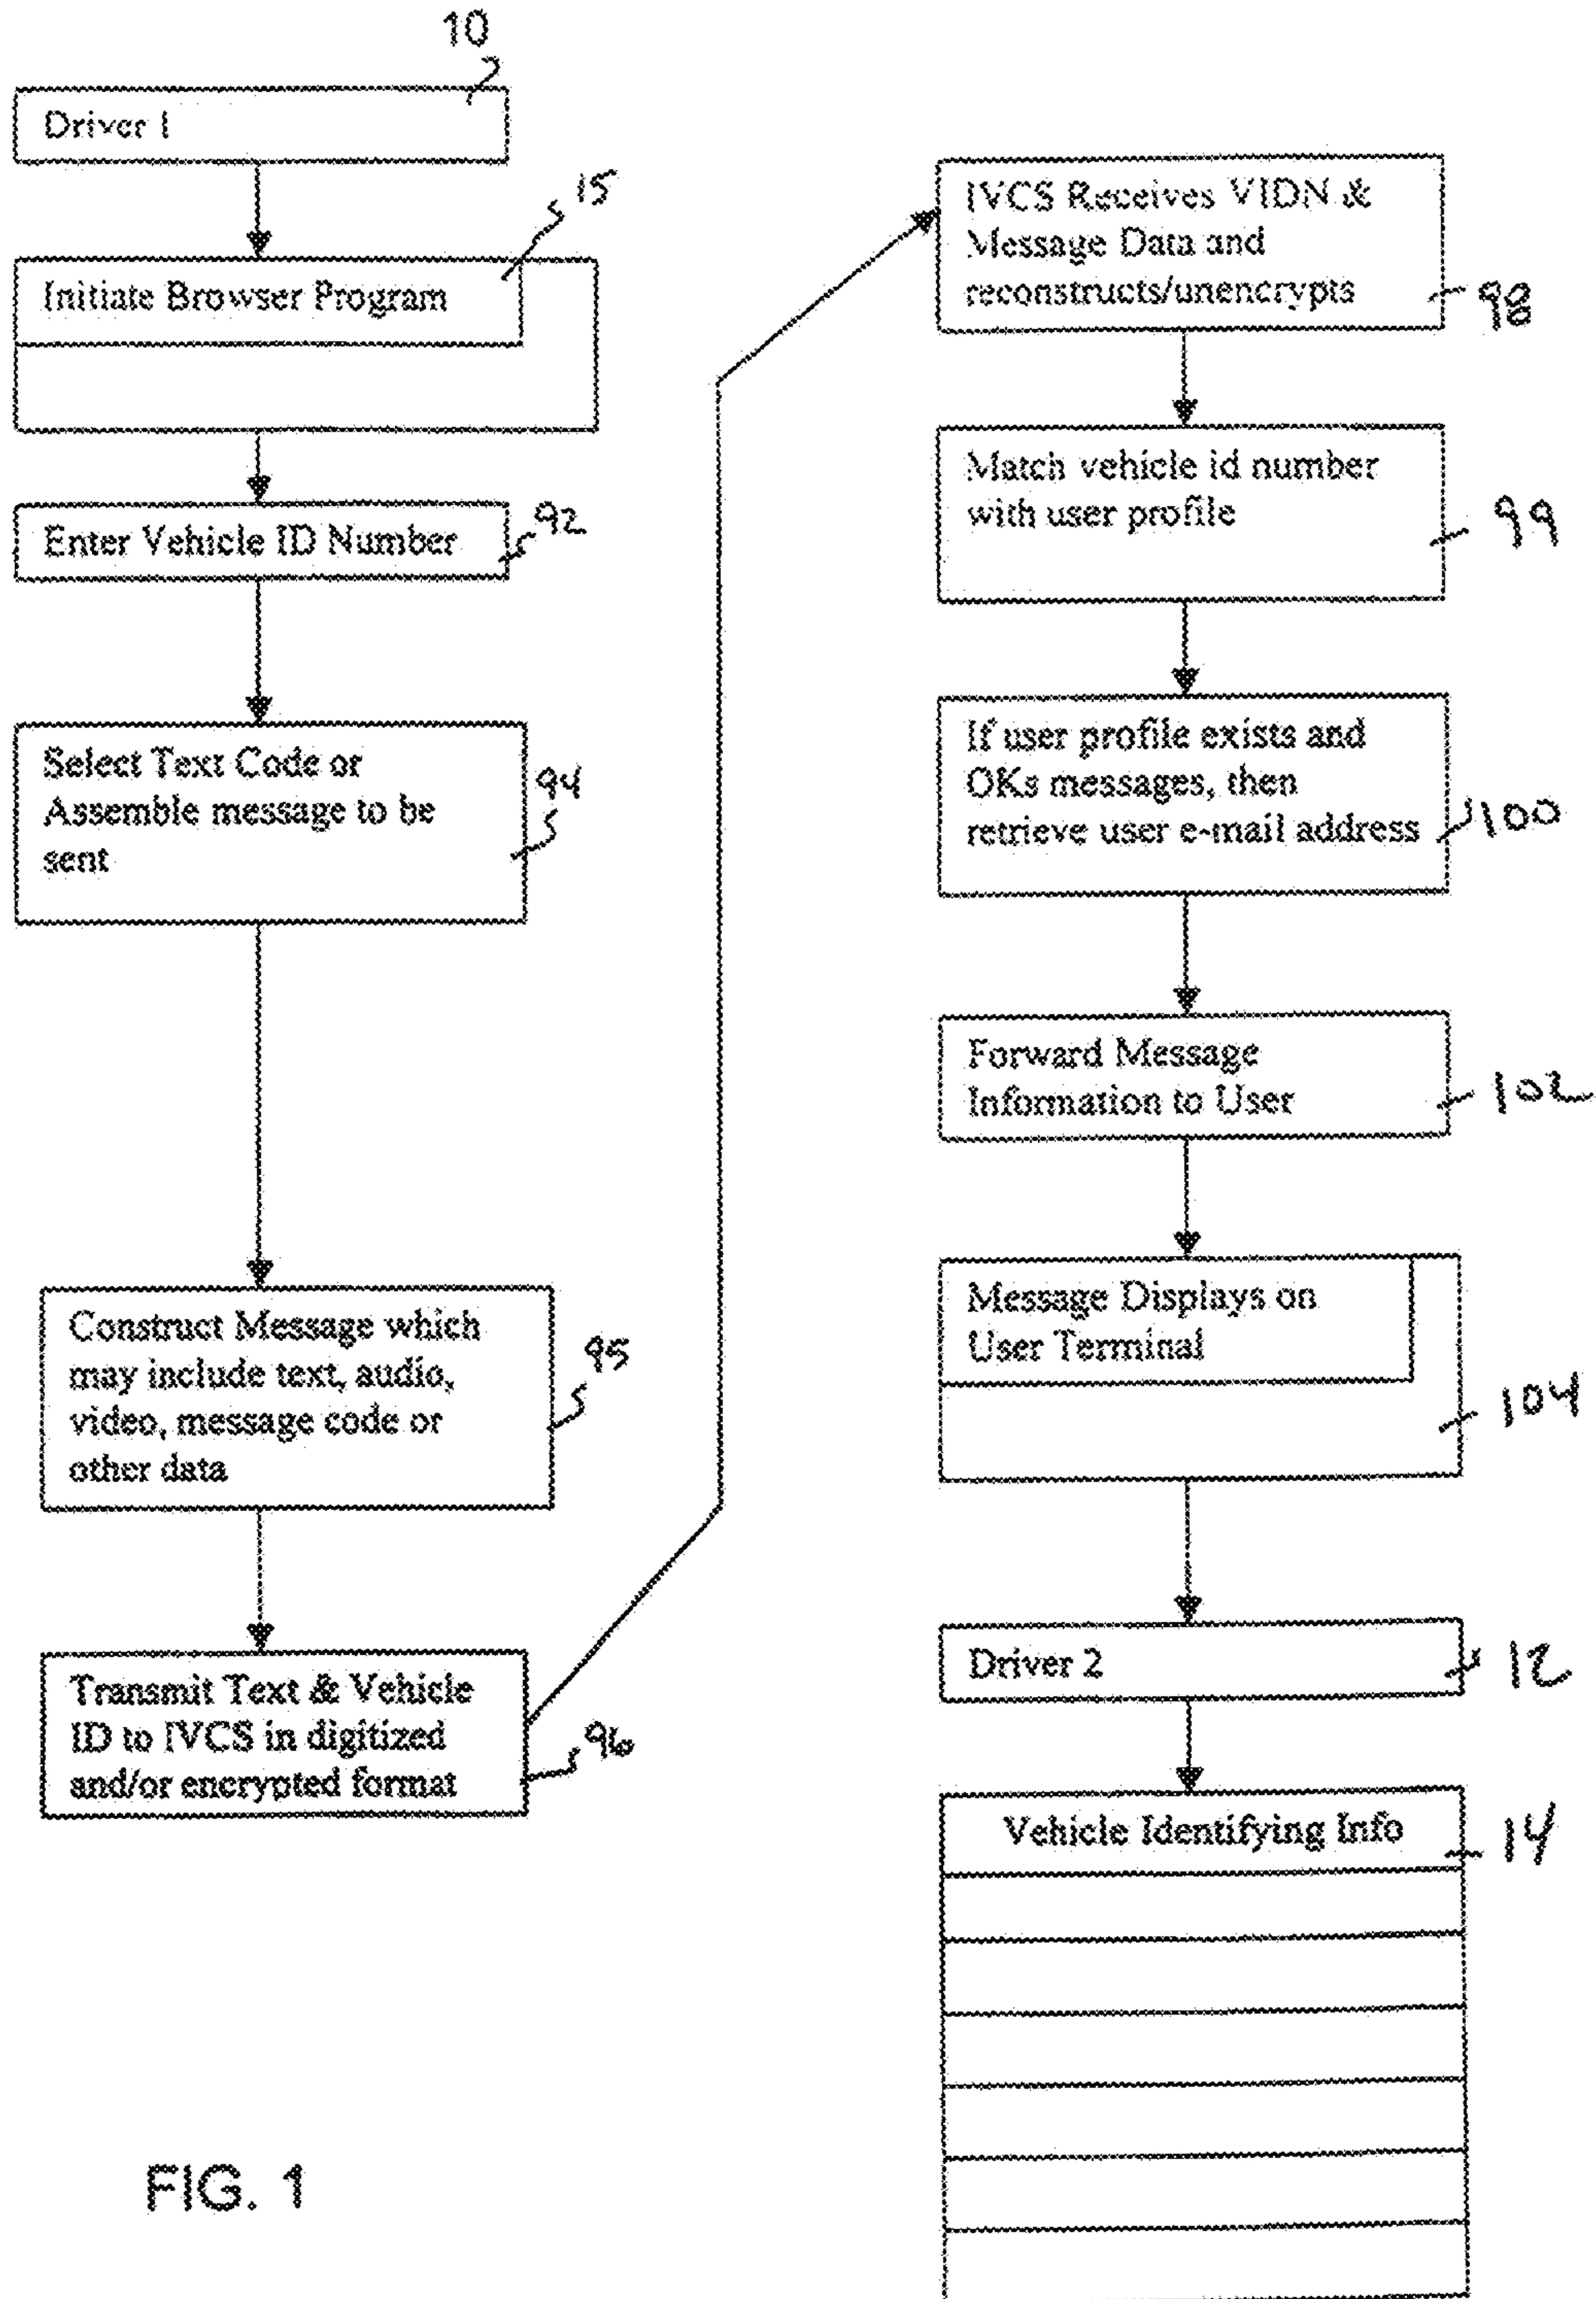 10
Driver 1
15
Initiate Browser Program
Enter Vehicle ID Number
92
Select Text Code or
Assemble message to be
sent
94
Construct Message which
may include text, audio,
video, message code or
other data
95
Transmit Text & Vehicle
ID to IVCS in digitized
and/or encrypted format
96
IVCS Receives VIDN &
Message Data and
reconstructs/unencrypts
98
Match vehicle id number
with user profile
99
If user profile exists and
OKs messages, then
retrieve user e-mail address
100
Forward Message
Information to User
102
Message Displays on
User Terminal
104
Driver 2
12
Vehicle Identifying Info
14
FIG. 1